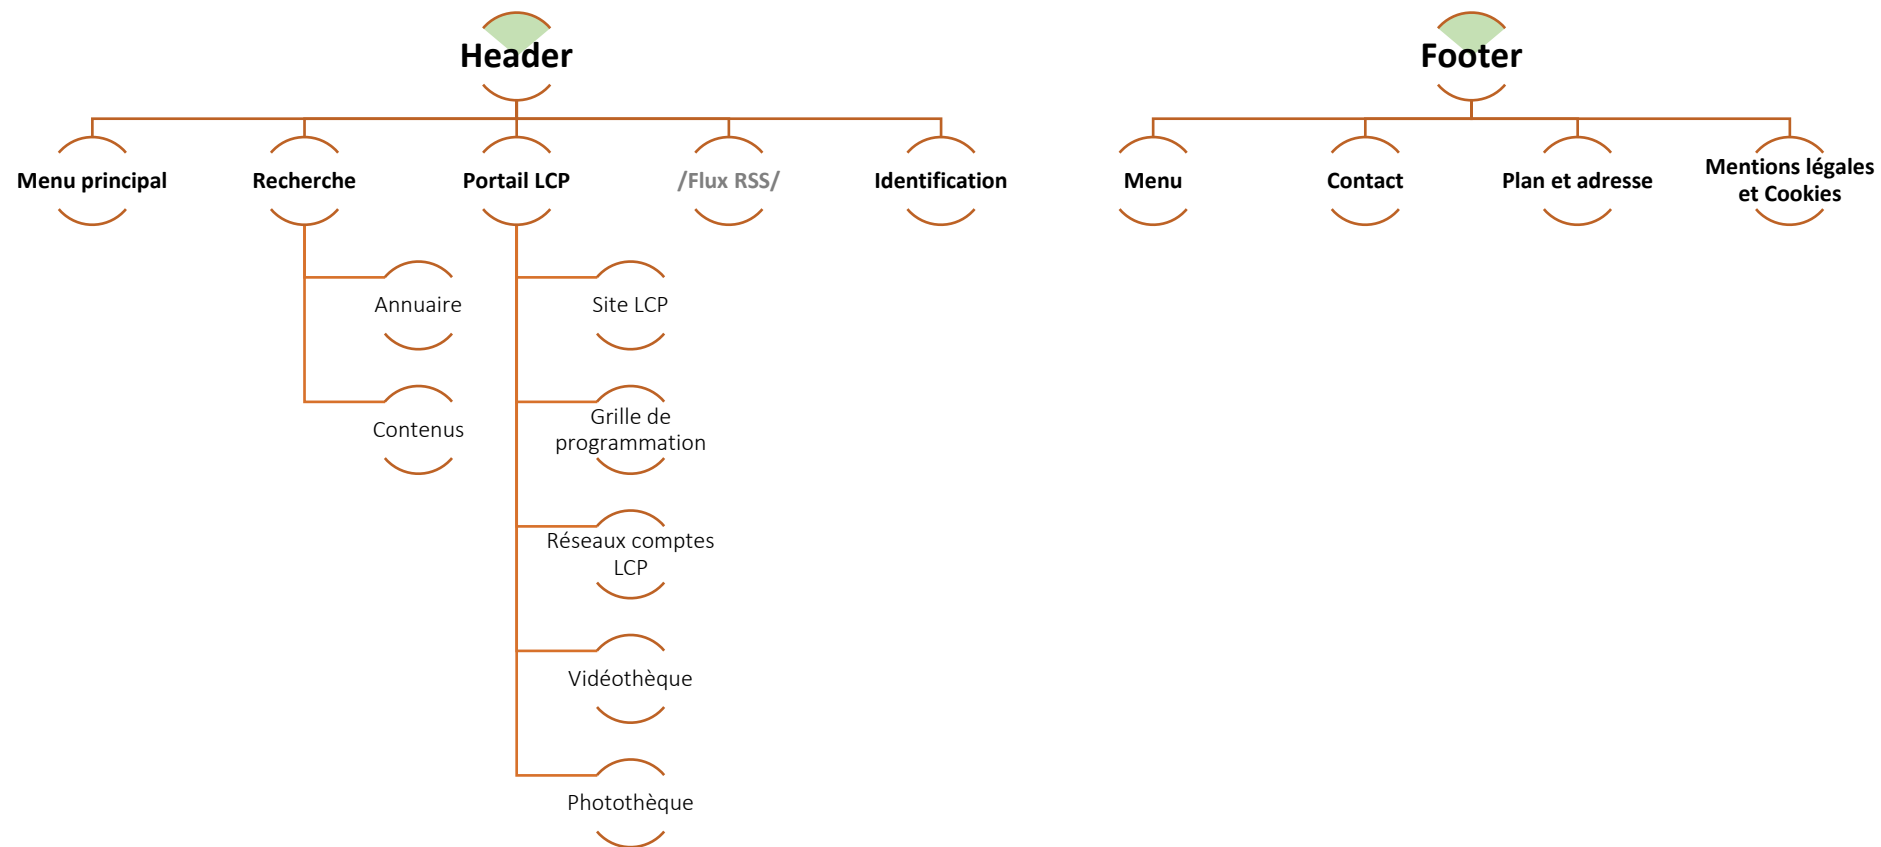 Header
Footer
Menu principal
Recherche
Portail LCP
/Flux RSS/
Identification
Menu
Contact
Plan et adresse
Mentions légales
et Cookies
Annuaire
Contenus
Site LCP
Grille de
programmation
Réseaux comptes
LCP
Vidéothèque
Photothèque